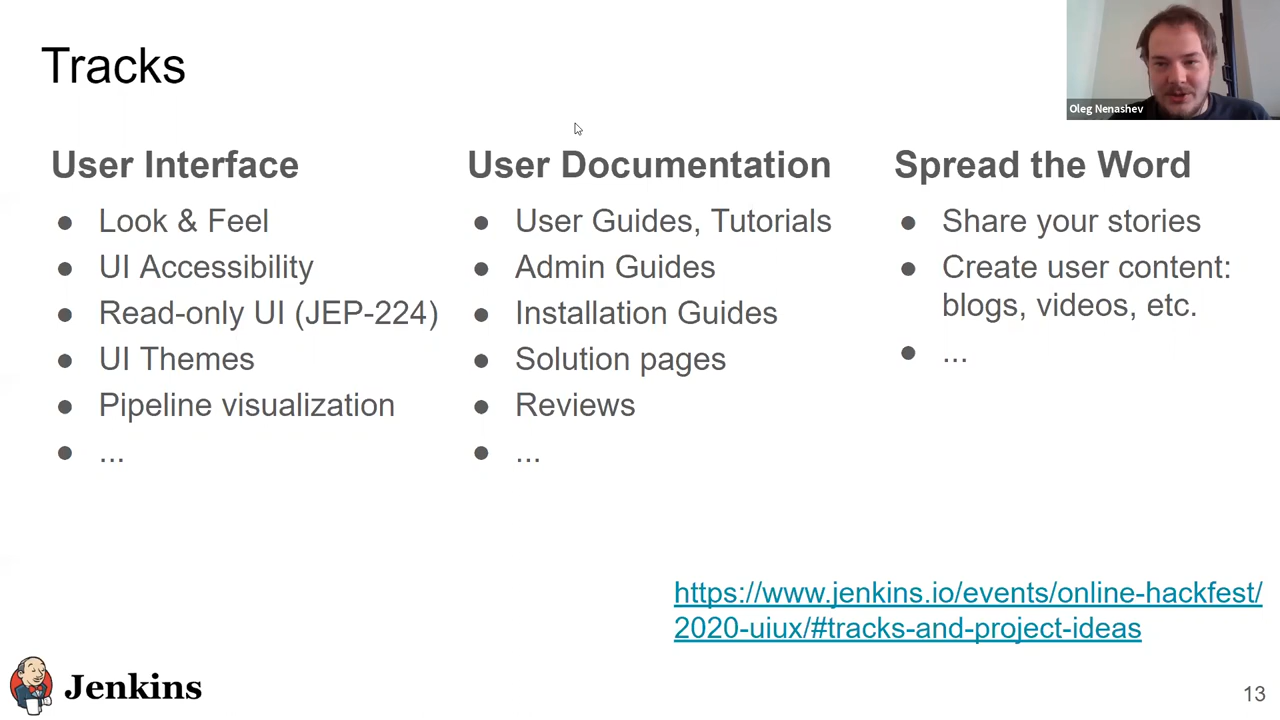 Tracks
Oleg Nenashev
User Interface
Look & Feel
UI Accessibility
Read-only UI (JEP-224)
UI Themes
Pipeline visualization
...
User Documentation
User Guides, Tutorials
Admin Guides
Installation Guides
Solution pages
Reviews
...
Spread the Word
Share your stories
Create user content:
blogs, videos, etc.
...
https://www.jenkins.io/events/online-hackfest/
2020-uiux/#tracks-and-project-ideas
Jenkins
13